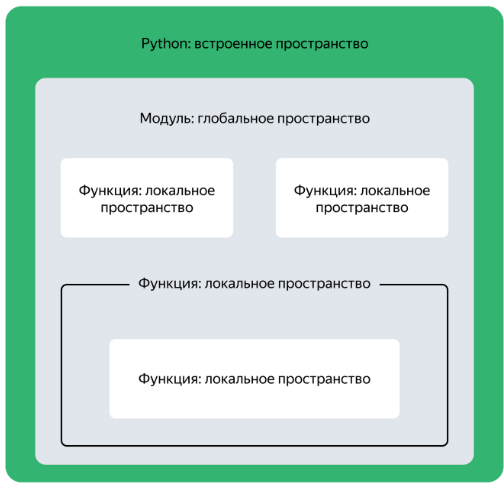 Python: встроенное пространство
Модуль: глобальное пространство
Функция: локальное
пространство
Функция: локальное
пространство
Функция: локальное пространство
Функция: локальное пространство